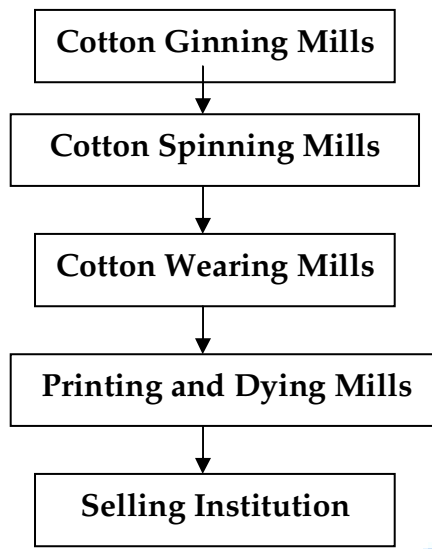 Cotton Ginning Mills
Cotton Spinning Mills
Cotton Wearing Mills
Printing and Dying Mills
Selling Institution